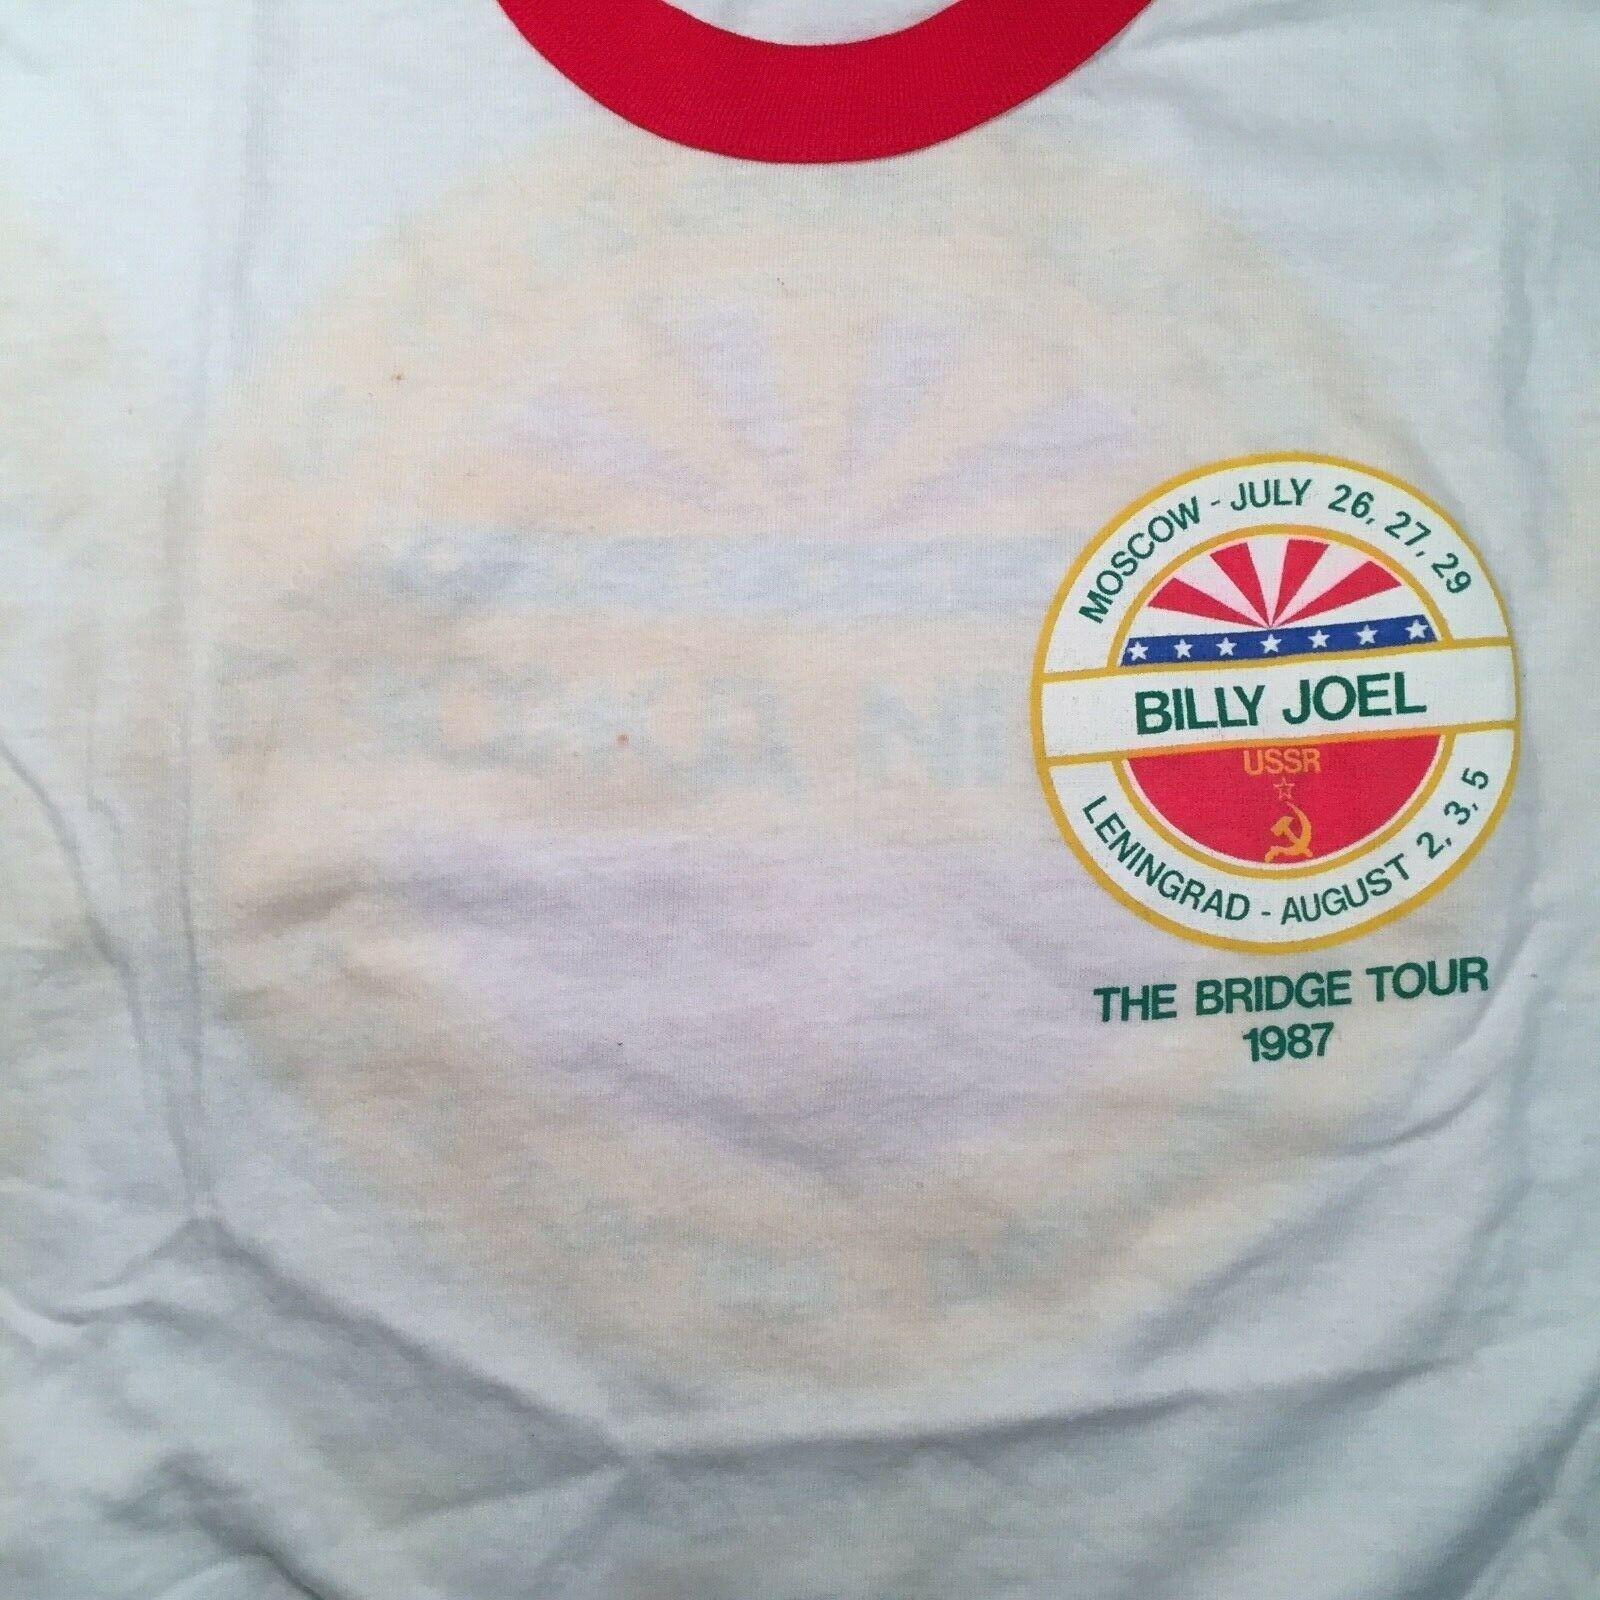 MOSCOW - JULY 26, 27, 29
BILLY JOEL
USSR
LENINGRAD - AUGUST 2, 3, 5
THE BRIDGE TOUR
1987